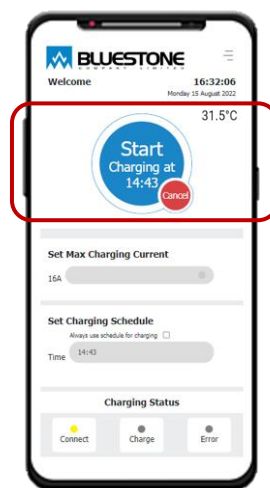 BLUESTONE
COMPANY LIMITED
Welcome 16:32:06
Monday 15 August 2022
31.5°C
Start
Charging at
14:43
Cancel
Set Max Charging Current
16A
Set Charging Schedule
Always use schedule for charging
Time 14:43
Charging Status
Connect Charge Error